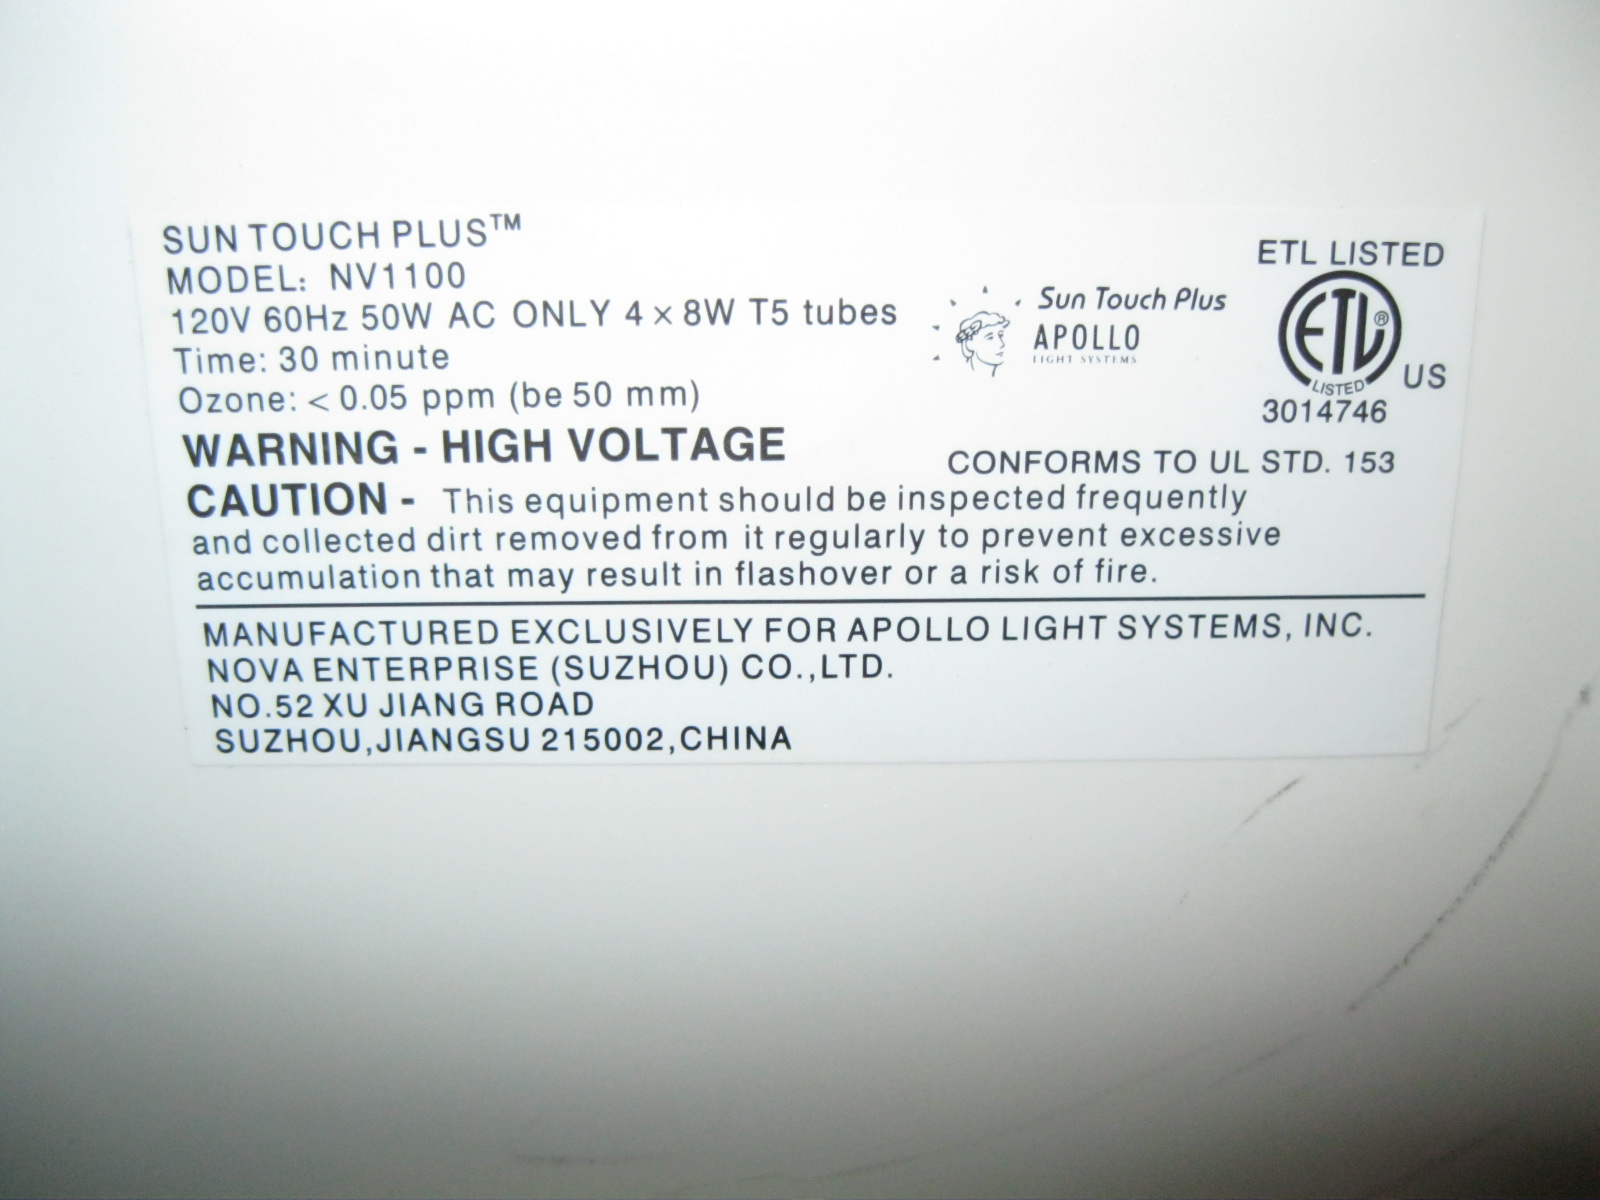 SUN TOUCH PLUS™
MODEL: NV1100
120V 60Hz 50W AC ONLY 4 × 8W T5 tubes
Time: 30 minute
Ozone: < 0.05 ppm (be 50 mm)
WARNING - HIGH VOLTAGE
Sun Touch Plus
APOLLO
LIGHT SYSTEMS
ETL LISTED
ETL®
LISTED
US
3014746
CONFORMS TO UL STD. 153
CAUTION - This equipment should be inspected frequently
and collected dirt removed from it regularly to prevent excessive
accumulation that may result in flashover or a risk of fire.
MANUFACTURED EXCLUSIVELY FOR APOLLO LIGHT SYSTEMS, INC.
NOVA ENTERPRISE (SUZHOU) CO.,LTD.
NO.52 XU JIANG ROAD
SUZHOU,JIANGSU 215002,CHINA